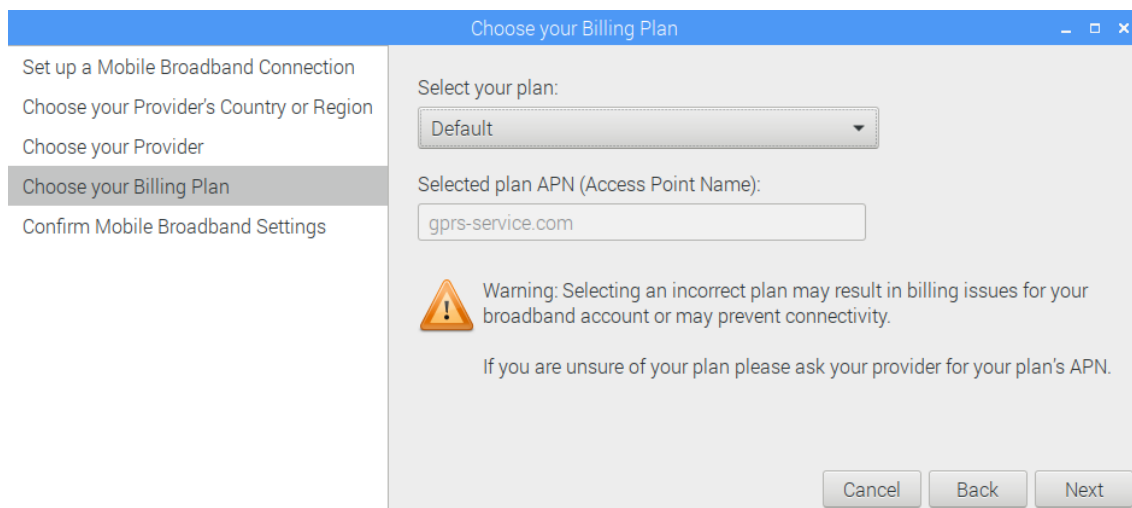 Choose your Billing Plan
Set up a Mobile Broadband Connection
Choose your Provider's Country or Region
Choose your Provider
Choose your Billing Plan
Confirm Mobile Broadband Settings
Select your plan:
Default
Selected plan APN (Access Point Name):
gprs-service.com
Warning: Selecting an incorrect plan may result in billing issues for your
broadband account or may prevent connectivity.
If you are unsure of your plan please ask your provider for your plan's APN.
Cancel
Back
Next